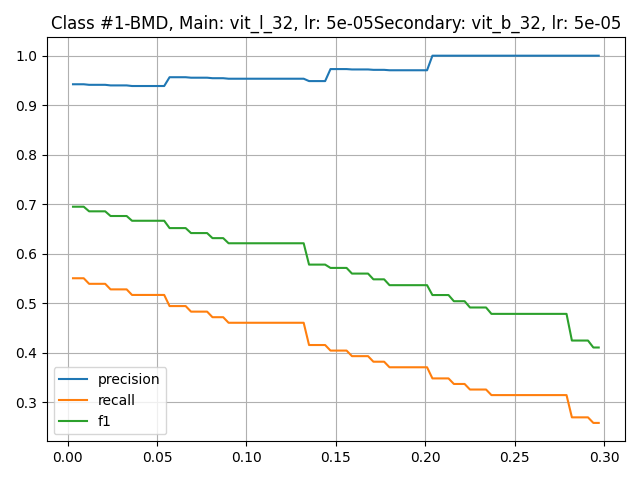 Class #1-BMD, Main: vit_l_32, lr: 5e-05Secondary: vit_b_32, lr: 5e-05
1.0
0.9
0.8
0.7
0.6
0.5
0.4
0.3
precision
recall
f1
0.00 0.05 0.10 0.15 0.20 0.25 0.30